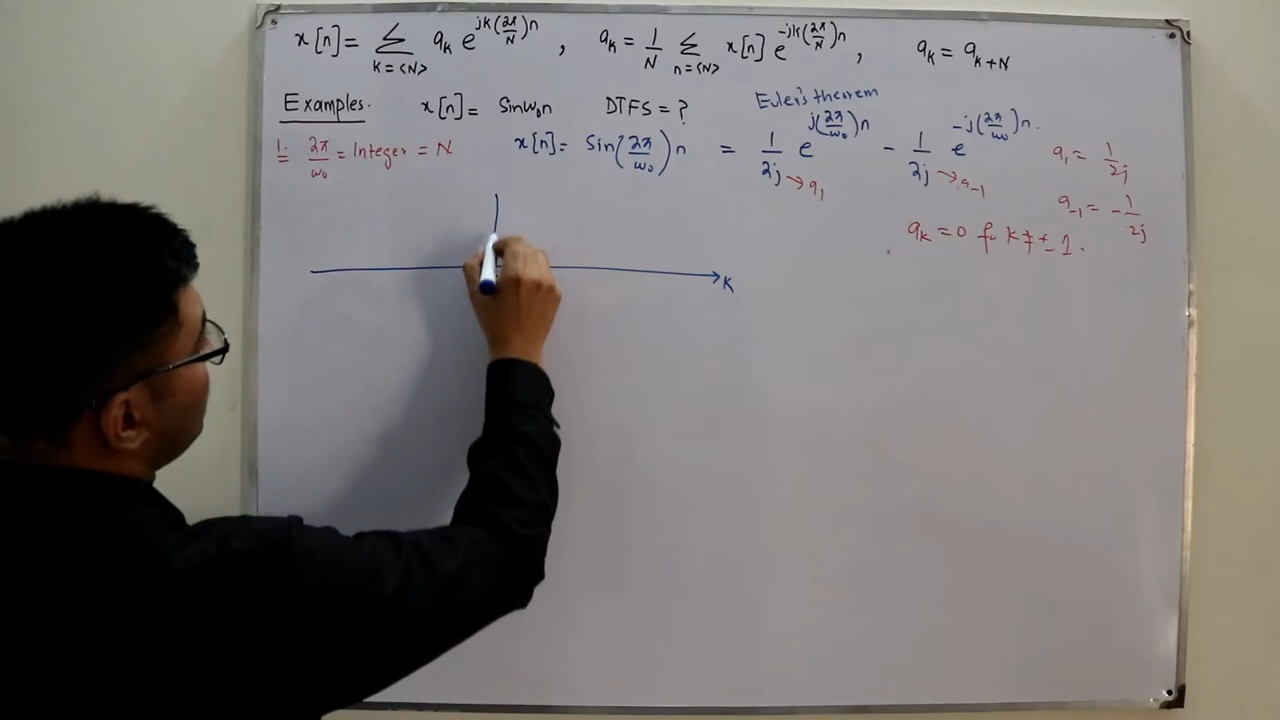 x[n] = Σ_{k=⟨N⟩} a_k e^{jk(2π/N)n} , a_k = 1/N Σ_{n=⟨N⟩} x[n] e^{-jk(2π/N)n} , a_k = a_{k+N}
Examples. x[n] = Sinω₀n DTFS = ? Euler's theorem
1. 2π/ω₀ = Integer = N x[n] = Sin(2π/ω₀)n = 1/2j e^{j(2π/ω₀)n} - 1/2j e^{-j(2π/ω₀)n}. a₁ = 1/2j
→ a₁ → a₋₁ a₋₁ = -1/2j
a_k = 0 for k ≠ ± 1.
K